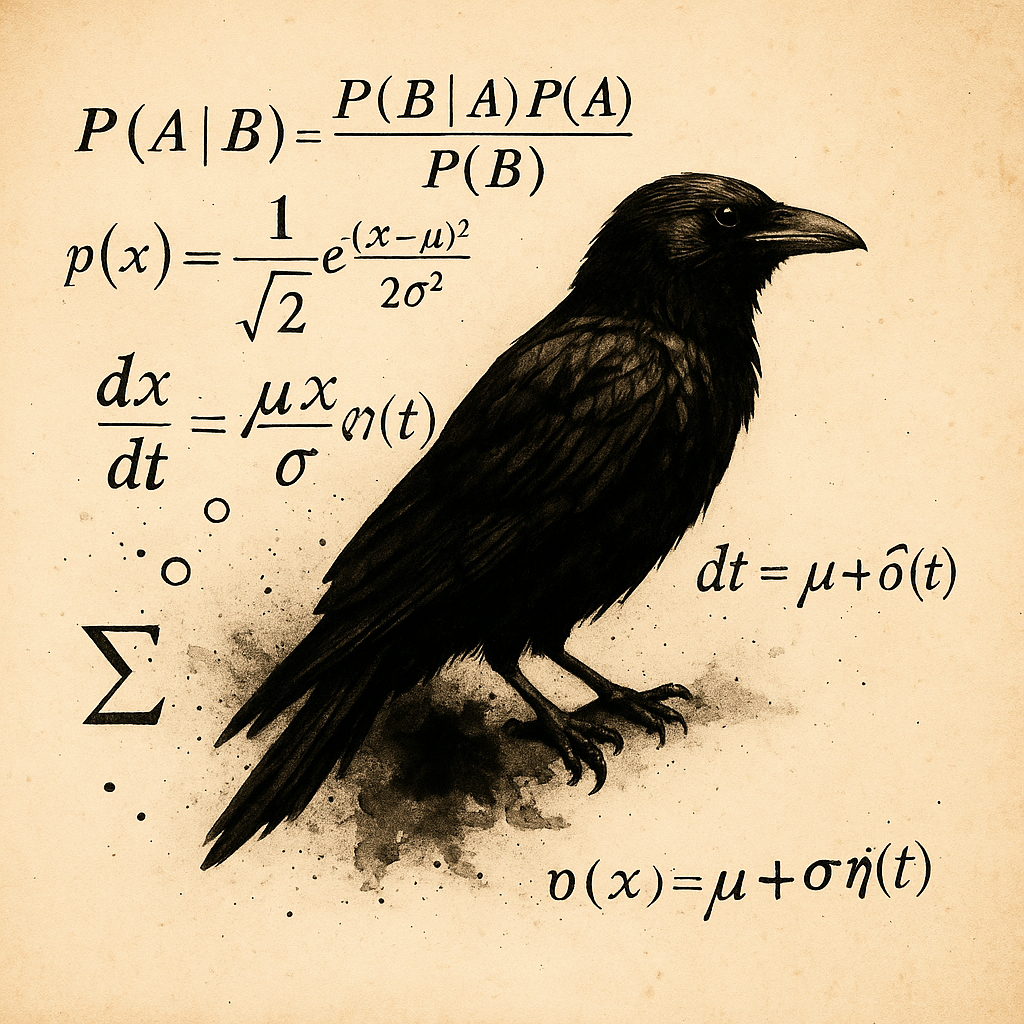 P(A|B) = P(B|A)P(A) / P(B)
p(x) = 1/√2 e^-(x-μ)²/2σ²
dx/dt = μx/σ η(t)
Σ
dt = μ+ô(t)
υ(x)=μ+ση̇(t)